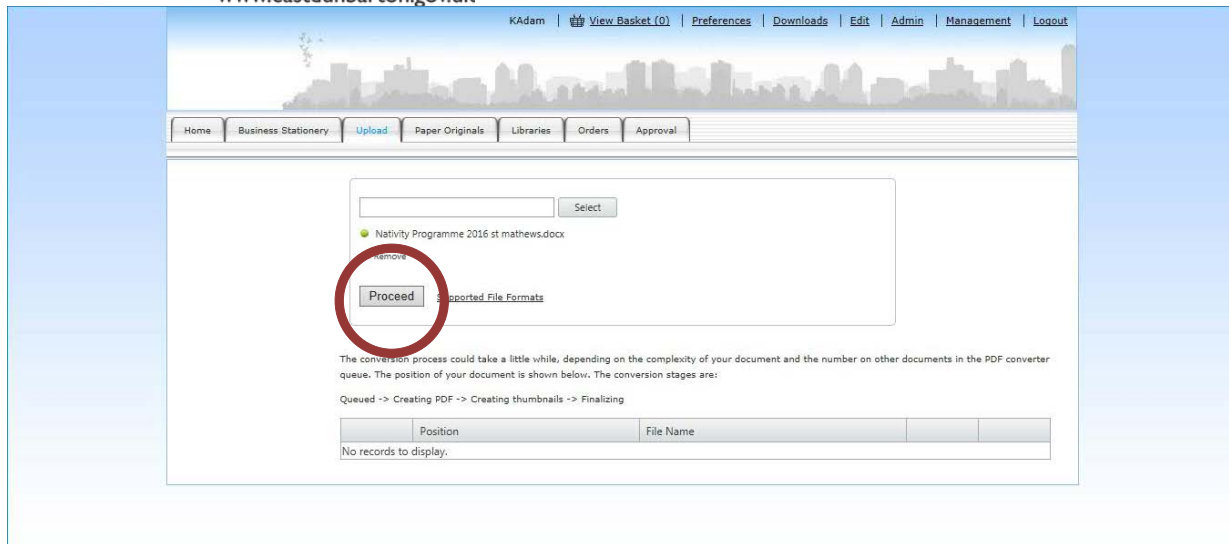 www.eastdunbarton.gov.uk
KAdam | View Basket (0) | Preferences | Downloads | Edit | Admin | Management | Logout
Home Business Stationery Upload Paper Originals Libraries Orders Approval
Select
Nativity Programme 2016 st mathews.docx
Remove
Proceed Supported File Formats
The conversion process could take a little while, depending on the complexity of your document and the number on other documents in the PDF converter
queue. The position of your document is shown below. The conversion stages are:
Queued -> Creating PDF -> Creating thumbnails -> Finalizing
Position File Name
No records to display.